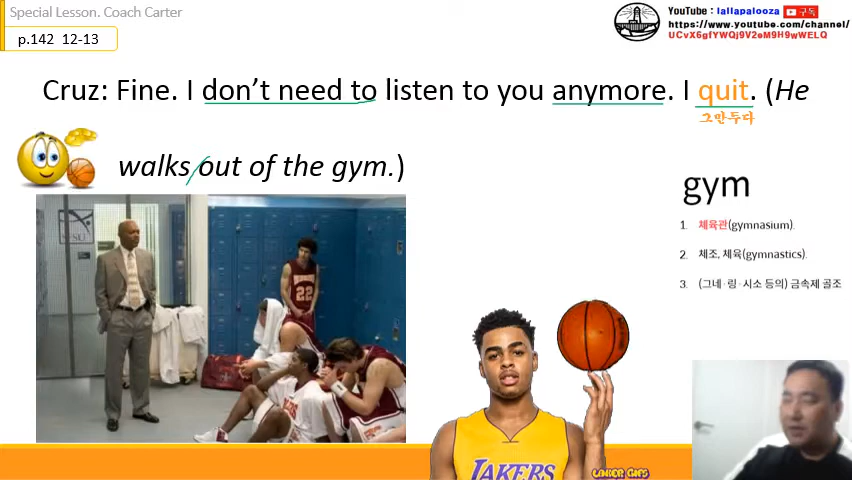 Special Lesson. Coach Carter
p.142 12-13
YouTube : lallapalooza 구독
https://www.youtube.com/channel/
UCvX6gfYWQj9V2eM9H9wWELQ
Cruz: Fine. I don’t need to listen to you anymore. I quit. (He
그만두다
walks out of the gym.)
gym
1. 체육관(gymnasium).
2. 체조, 체육(gymnastics).
3. (그네·링·시소 등의) 금속제 골조
22
LAKERS